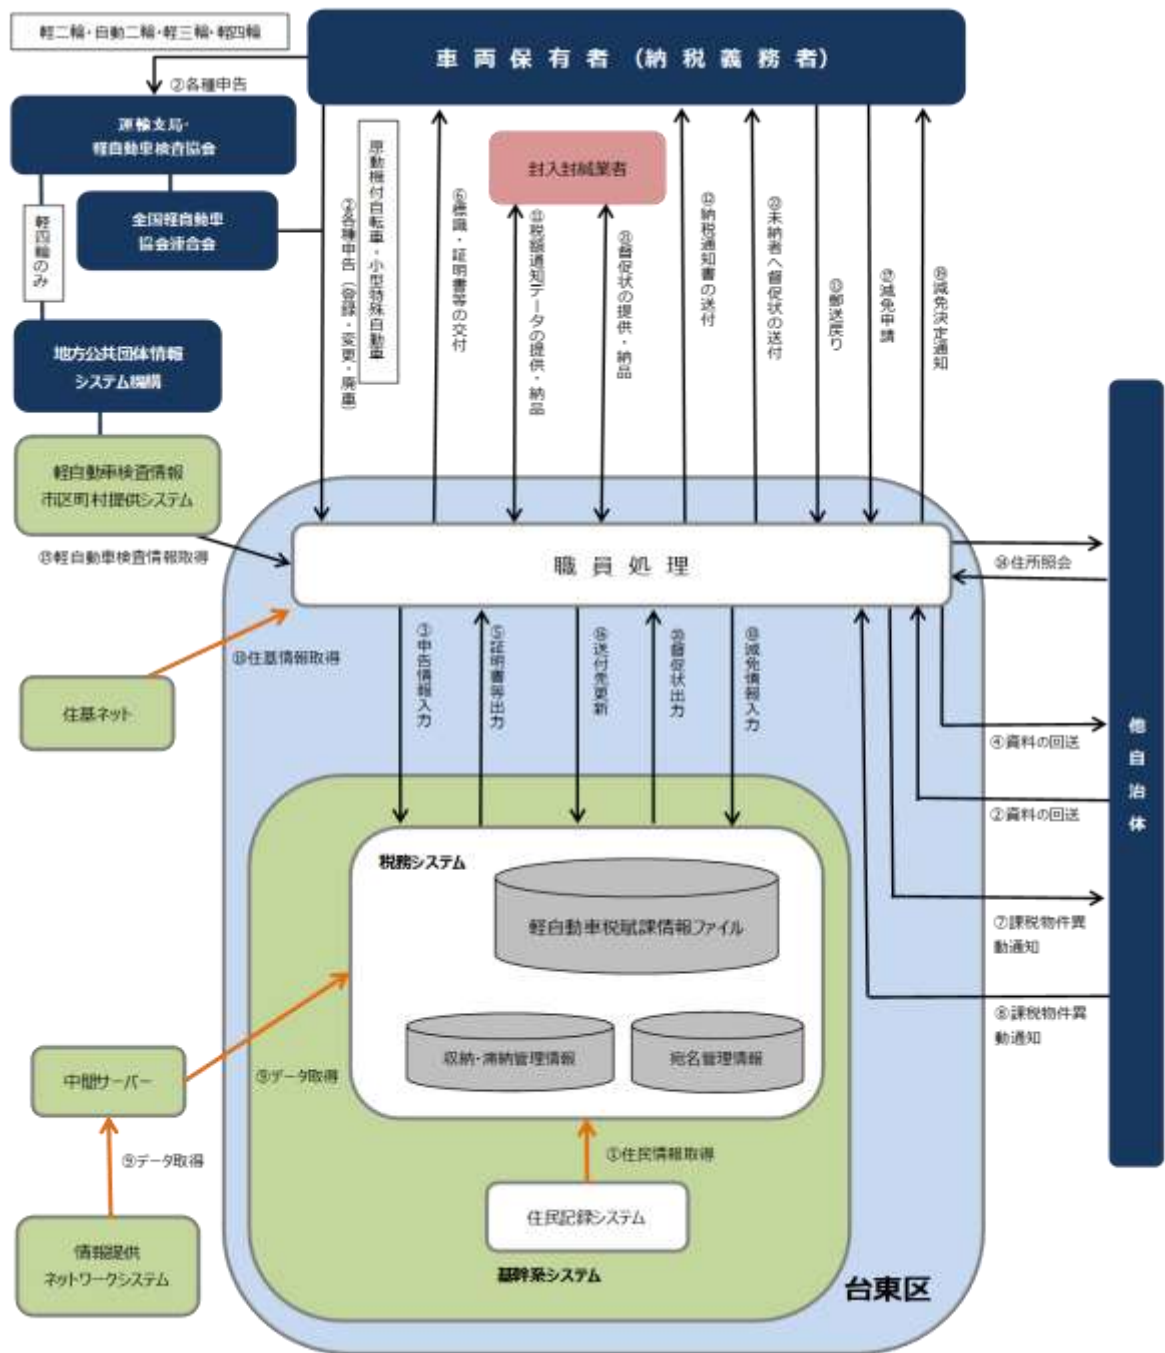 軽二輪・自動二輪・軽三輪・軽四輪
車両保有者（納税義務者）
②各種申告
運輸支局・
軽自動車検査協会
全国軽自動車
協会連合会
軽四輪のみ
地方公共団体情報
システム機構
軽自動車検査情報
市区町村提供システム
②各種申告（登録・変更・廃車）
原動機付自転車・小型特殊自動車
⑥標識・証明書等の交付
封入封緘業者
⑪税額通知データの提供・納品
㉑督促状の提供・納品
⑫納税通知書の送付
㉒未納者へ督促状の送付
⑬郵送戻り
⑰減免申請
⑲減免決定通知
⑮軽自動車検査情報取得
職員処理
⑭住所照会
⑩住基情報取得
住基ネット
③申告情報入力
⑤証明書等出力
⑯送付先更新
⑳督促状出力
⑱減免情報入力
④資料の回送
②資料の回送
⑦課税物件異
動通知
⑧課税物件異
動通知
他自治体
税務システム
軽自動車税賦課情報ファイル
収納・滞納管理情報
宛名管理情報
中間サーバー
⑨データ取得
⑨データ取得
情報提供
ネットワークシステム
①住民情報取得
住民記録システム
基幹系システム
台東区